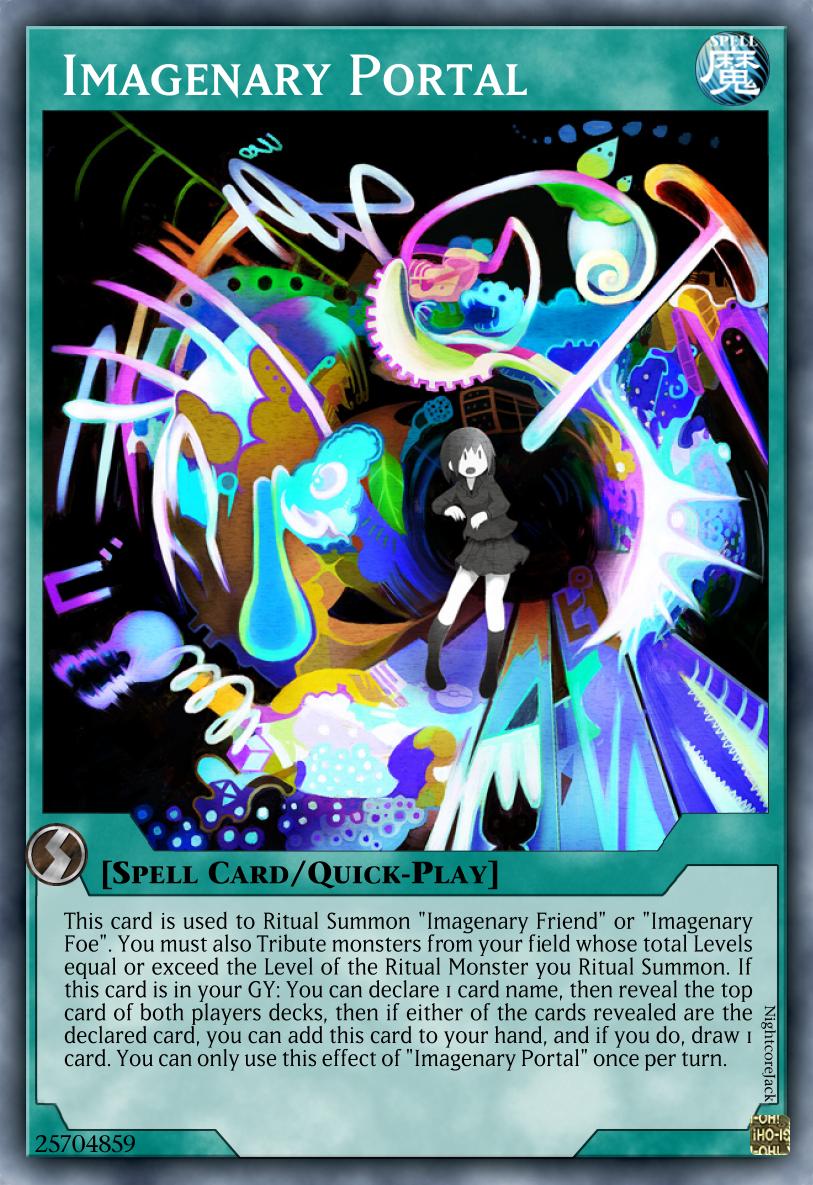 Imagenary Portal
SPELL
魔
ピ
[Spell Card/Quick-Play]
This card is used to Ritual Summon "Imagenary Friend" or "Imagenary
Foe". You must also Tribute monsters from your field whose total Levels
equal or exceed the Level of the Ritual Monster you Ritual Summon. If
this card is in your GY: You can declare 1 card name, then reveal the top
card of both players decks, then if either of the cards revealed are the
declared card, you can add this card to your hand, and if you do, draw 1
card. You can only use this effect of "Imagenary Portal" once per turn.
NightcoreJack
25704859